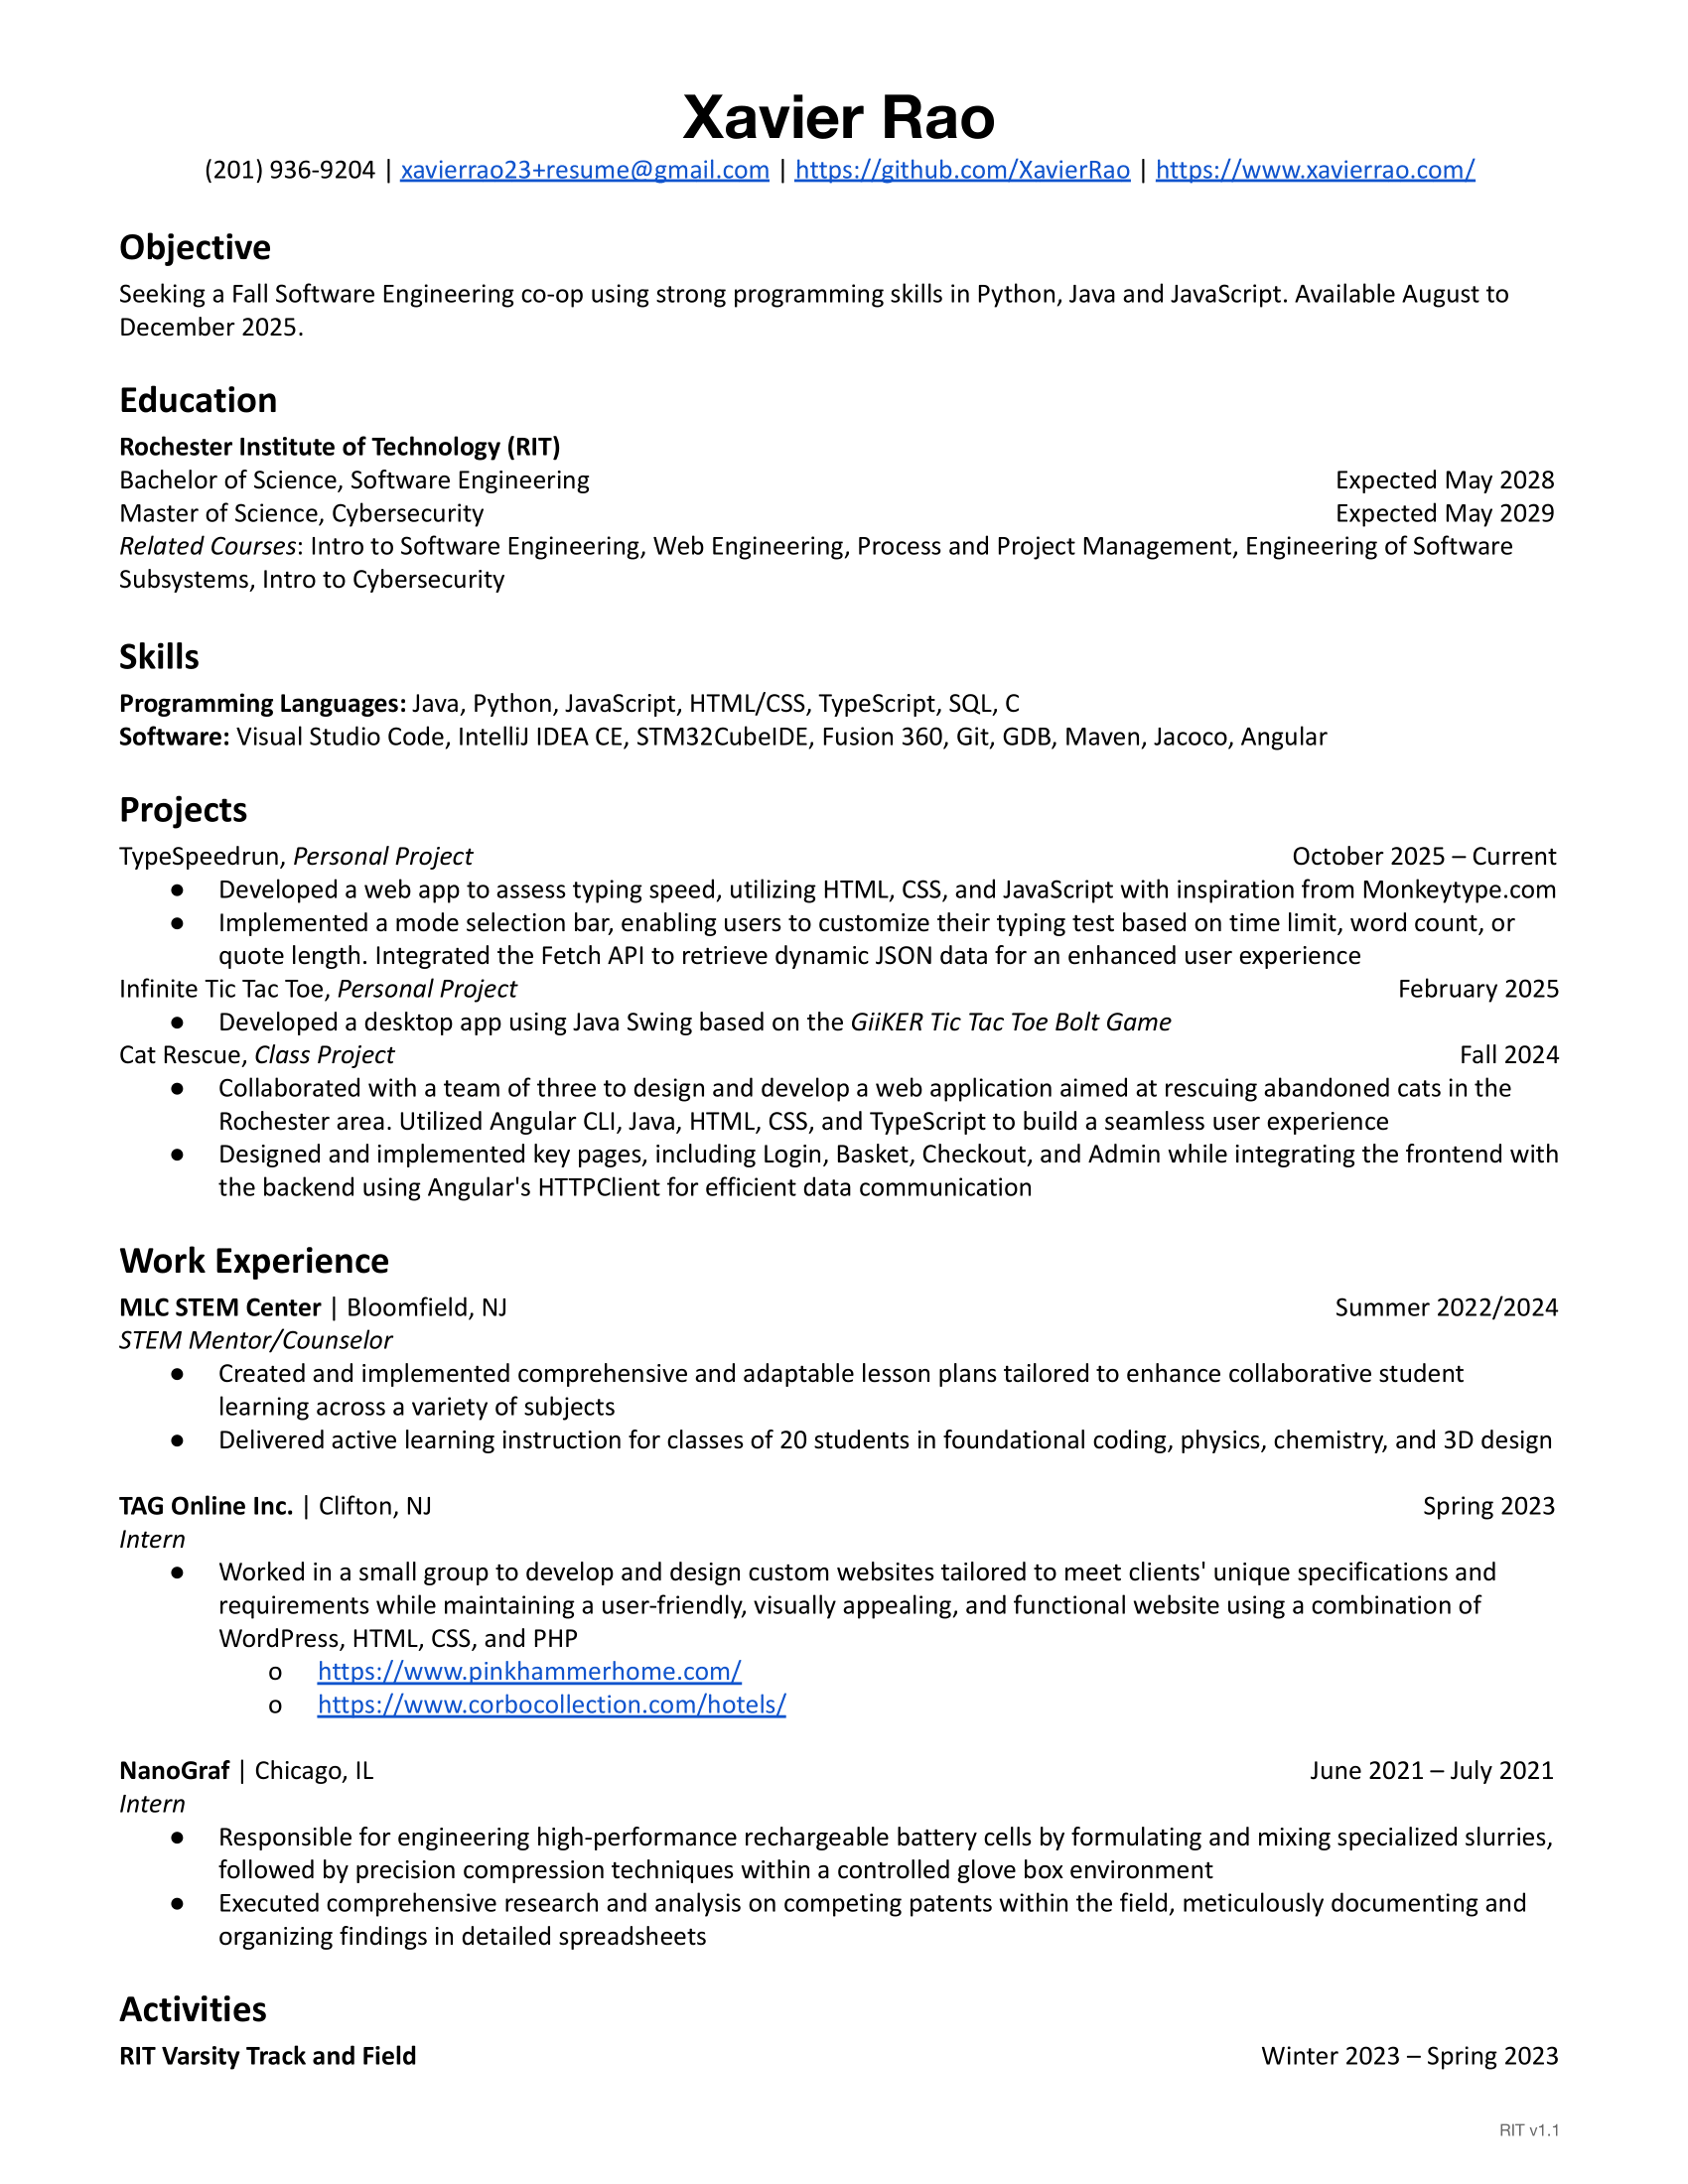 Xavier Rao
(201) 936-9204 | xavierrao23+resume@gmail.com | https://github.com/XavierRao | https://www.xavierrao.com/
Objective
Seeking a Fall Software Engineering co-op using strong programming skills in Python, Java and JavaScript. Available August to
December 2025.
Education
Rochester Institute of Technology (RIT)
Bachelor of Science, Software Engineering Expected May 2028
Master of Science, Cybersecurity Expected May 2029
Related Courses: Intro to Software Engineering, Web Engineering, Process and Project Management, Engineering of Software
Subsystems, Intro to Cybersecurity
Skills
Programming Languages: Java, Python, JavaScript, HTML/CSS, TypeScript, SQL, C
Software: Visual Studio Code, IntelliJ IDEA CE, STM32CubeIDE, Fusion 360, Git, GDB, Maven, Jacoco, Angular
Projects
TypeSpeedrun, Personal Project October 2025 – Current
● Developed a web app to assess typing speed, utilizing HTML, CSS, and JavaScript with inspiration from Monkeytype.com
● Implemented a mode selection bar, enabling users to customize their typing test based on time limit, word count, or
quote length. Integrated the Fetch API to retrieve dynamic JSON data for an enhanced user experience
Infinite Tic Tac Toe, Personal Project February 2025
● Developed a desktop app using Java Swing based on the GiiKER Tic Tac Toe Bolt Game
Cat Rescue, Class Project Fall 2024
● Collaborated with a team of three to design and develop a web application aimed at rescuing abandoned cats in the
Rochester area. Utilized Angular CLI, Java, HTML, CSS, and TypeScript to build a seamless user experience
● Designed and implemented key pages, including Login, Basket, Checkout, and Admin while integrating the frontend with
the backend using Angular's HTTPClient for efficient data communication
Work Experience
MLC STEM Center | Bloomfield, NJ Summer 2022/2024
STEM Mentor/Counselor
● Created and implemented comprehensive and adaptable lesson plans tailored to enhance collaborative student
learning across a variety of subjects
● Delivered active learning instruction for classes of 20 students in foundational coding, physics, chemistry, and 3D design
TAG Online Inc. | Clifton, NJ Spring 2023
Intern
● Worked in a small group to develop and design custom websites tailored to meet clients' unique specifications and
requirements while maintaining a user-friendly, visually appealing, and functional website using a combination of
WordPress, HTML, CSS, and PHP
o https://www.pinkhammerhome.com/
o https://www.corbocollection.com/hotels/
NanoGraf | Chicago, IL June 2021 – July 2021
Intern
● Responsible for engineering high-performance rechargeable battery cells by formulating and mixing specialized slurries,
followed by precision compression techniques within a controlled glove box environment
● Executed comprehensive research and analysis on competing patents within the field, meticulously documenting and
organizing findings in detailed spreadsheets
Activities
RIT Varsity Track and Field Winter 2023 – Spring 2023
RIT v1.1